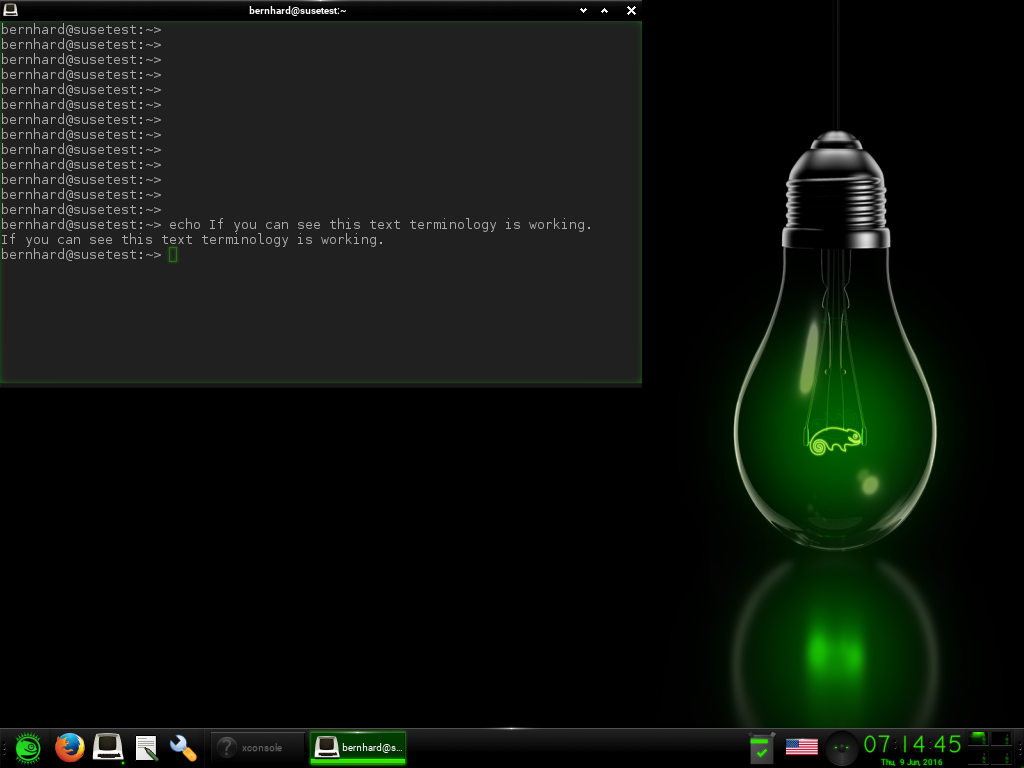 bernhard@susetest:~
bernhard@susetest:~>
bernhard@susetest:~>
bernhard@susetest:~>
bernhard@susetest:~>
bernhard@susetest:~>
bernhard@susetest:~>
bernhard@susetest:~>
bernhard@susetest:~>
bernhard@susetest:~>
bernhard@susetest:~>
bernhard@susetest:~>
bernhard@susetest:~>
bernhard@susetest:~>
bernhard@susetest:~> echo If you can see this text terminology is working.
If you can see this text terminology is working.
bernhard@susetest:~>
xconsole
bernhard@s...
07:14:45
Thu, 9 Jun, 2016